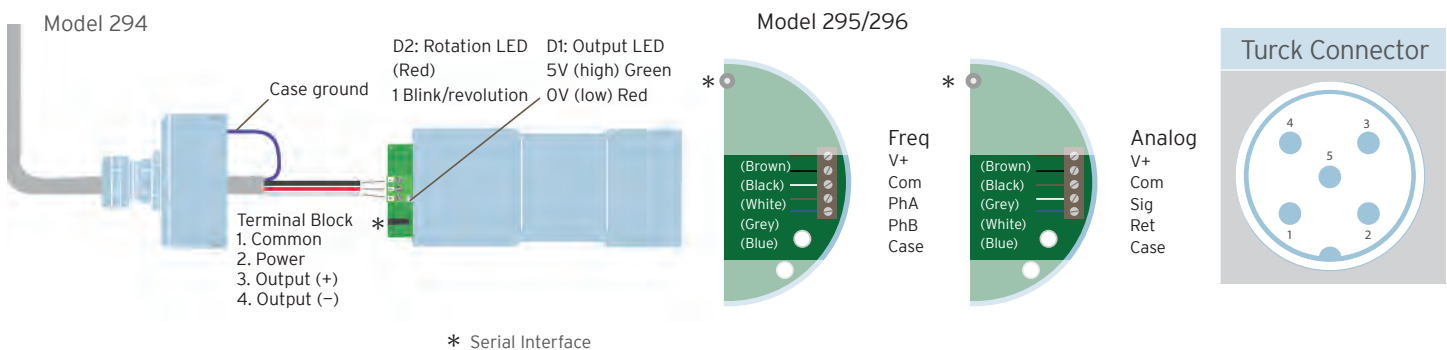 Model 294
Case ground
D2: Rotation LED
(Red)
1 Blink/revolution
D1: Output LED
5V (high) Green
0V (low) Red
*
Terminal Block
1. Common
2. Power
3. Output (+)
4. Output (−)
* Serial Interface
Model 295/296
*
(Brown)
(Black)
(White)
(Grey)
(Blue)
Freq
V+
Com
PhA
PhB
Case
*
(Brown)
(Black)
(Grey)
(White)
(Blue)
Analog
V+
Com
Sig
Ret
Case
Turck Connector
4
3
5
1
2